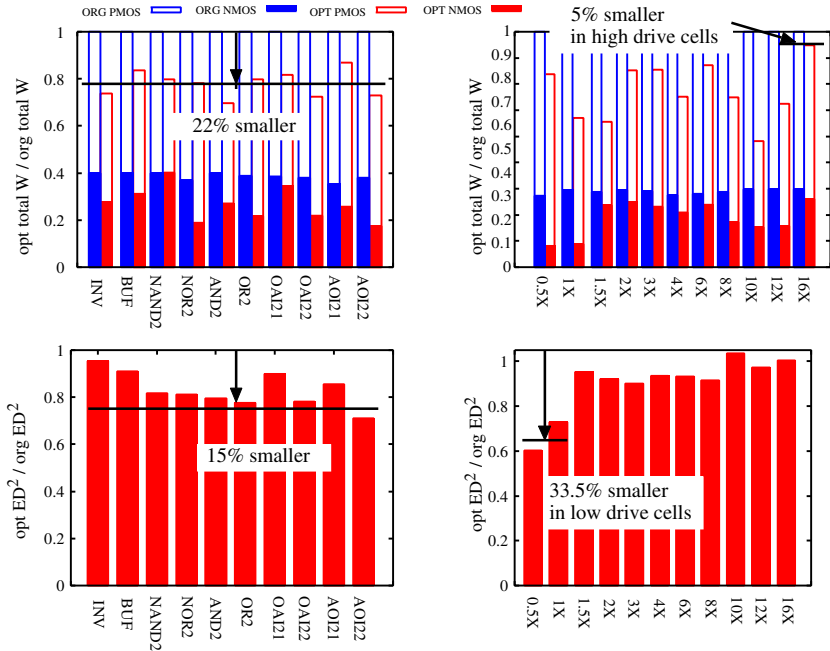 ORG PMOS ORG NMOS OPT PMOS OPT NMOS
opt total W / org total W
1
0.8
0.6
0.4
0.2
0
22% smaller
INV BUF NAND2 NOR2 AND2 OR2 OAI21 OAI22 AOI21 AOI22
5% smaller
in high drive cells
opt total W / org total W
1
0.9
0.8
0.7
0.6
0.5
0.4
0.3
0.2
0.1
0
0.5X 1X 1.5X 2X 3X 4X 6X 8X 10X 12X 16X
opt ED² / org ED²
1
0.8
0.6
0.4
0.2
0
15% smaller
INV BUF NAND2 NOR2 AND2 OR2 OAI21 OAI22 AOI21 AOI22
opt ED² / org ED²
1
0.8
0.6
0.4
0.2
0
33.5% smaller
in low drive cells
0.5X 1X 1.5X 2X 3X 4X 6X 8X 10X 12X 16X